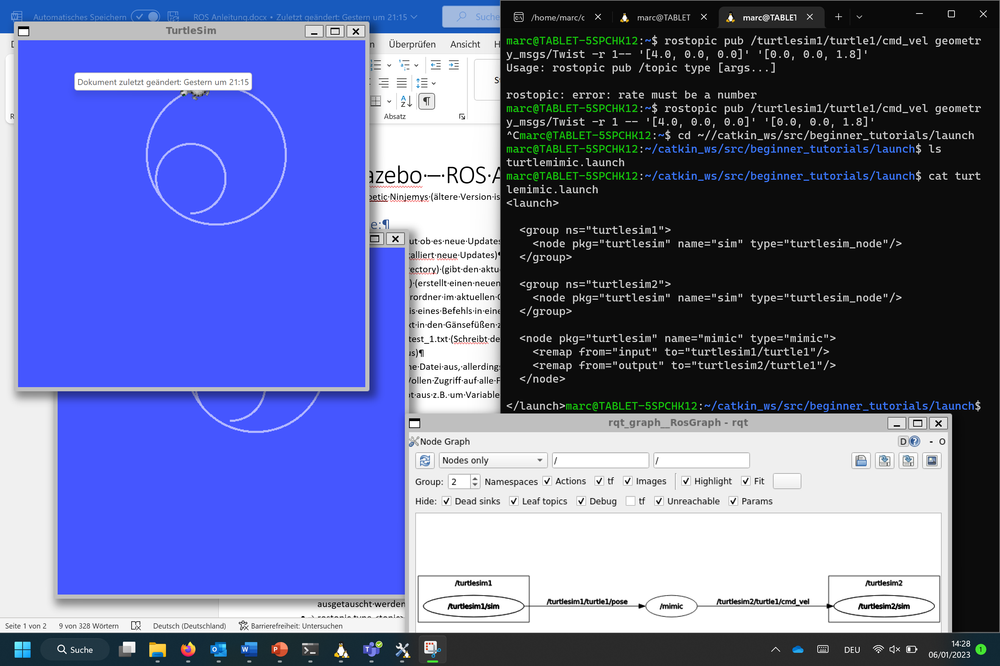 Automatisches Speichern
ROS Anleitung.docx • Zuletzt geändert: Gestern um 21:15
Suche
TurtleSim
Dokument zuletzt geändert: Gestern um 21:15
Überprüfen
Ansicht
Absatz
azebo·—·ROS·A
betic·Ninjemys·(ältere·Version·is
e:¶
ut·ob·es·neue·Updates
talliert·neue·Updates)¶
rectory)·(gibt·den·aktu
)·(erstellt·einen·neuen
rordner·im·aktuellen·O
is·eines·Befehls·in·eine
xt·in·den·Gänsefüßen·z
test_1.txt·(Schreibt·de
us)¶
ne·Datei·aus,·allerdings
Vollen·Zugriff·auf·alle·F
ot·aus·z.B.·um·Variable
ausgetauscht·werden
→ rostopic·type·<topic>
Seite 1 von 2
9 von 328 Wörtern
Deutsch (Deutschland)
Barrierefreiheit: Untersuchen
/home/marc/c
marc@TABLET
marc@TABLET
marc@TABLET-5SPCHK12:~$ rostopic pub /turtlesim1/turtle1/cmd_vel geometr
y_msgs/Twist -r 1-- '[4.0, 0.0, 0.0]' '[0.0, 0.0, 1.8]'
Usage: rostopic pub /topic type [args...]
rostopic: error: rate must be a number
marc@TABLET-5SPCHK12:~$ rostopic pub /turtlesim1/turtle1/cmd_vel geometr
y_msgs/Twist -r 1 -- '[4.0, 0.0, 0.0]' '[0.0, 0.0, 1.8]'
^Cmarc@TABLET-5SPCHK12:~$ cd ~//catkin_ws/src/beginner_tutorials/launch
marc@TABLET-5SPCHK12:~/catkin_ws/src/beginner_tutorials/launch$ ls
turtlemimic.launch
marc@TABLET-5SPCHK12:~/catkin_ws/src/beginner_tutorials/launch$ cat turt
lemimic.launch
<launch>
<group ns="turtlesim1">
<node pkg="turtlesim" name="sim" type="turtlesim_node"/>
</group>
<group ns="turtlesim2">
<node pkg="turtlesim" name="sim" type="turtlesim_node"/>
</group>
<node pkg="turtlesim" name="mimic" type="mimic">
<remap from="input" to="turtlesim1/turtle1"/>
<remap from="output" to="turtlesim2/turtle1"/>
</node>
</launch>marc@TABLET-5SPCHK12:~/catkin_ws/src/beginner_tutorials/launch$
rqt_graph__RosGraph - rqt
Node Graph
D - O
Nodes only / /
Group: 2 Namespaces Actions tf Images Highlight Fit
Hide: Dead sinks Leaf topics Debug tf Unreachable Params
/turtlesim1
/turtlesim1/sim
/turtlesim1/turtle1/pose
/mimic
/turtlesim2/turtle1/cmd_vel
/turtlesim2
/turtlesim2/sim
Suche
DEU
14:28
06/01/2023
1